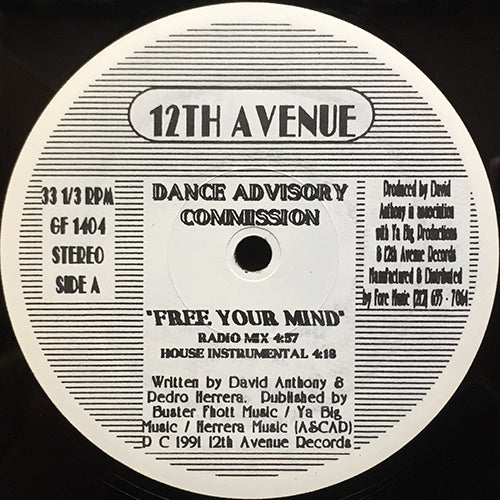 12TH AVENUE
33 1/3 RPM
GF 1404
STEREO
SIDE A
DANCE ADVISORY
COMMISSION
Produced by David
Anthony in association
with Ya Big Productions
& 12th Avenue Records
Manufactured & Distributed
by Fore Music (212)
"FREE YOUR MIND"
RADIO MIX 4:57
HOUSE INSTRUMENTAL 4:18
Written by David Anthony &
Pedro Herrera. Published by
Buster Fhott Music / Ya Big
Music / Herrera Music (ASCAP)
P C 1991 12th Avenue Records